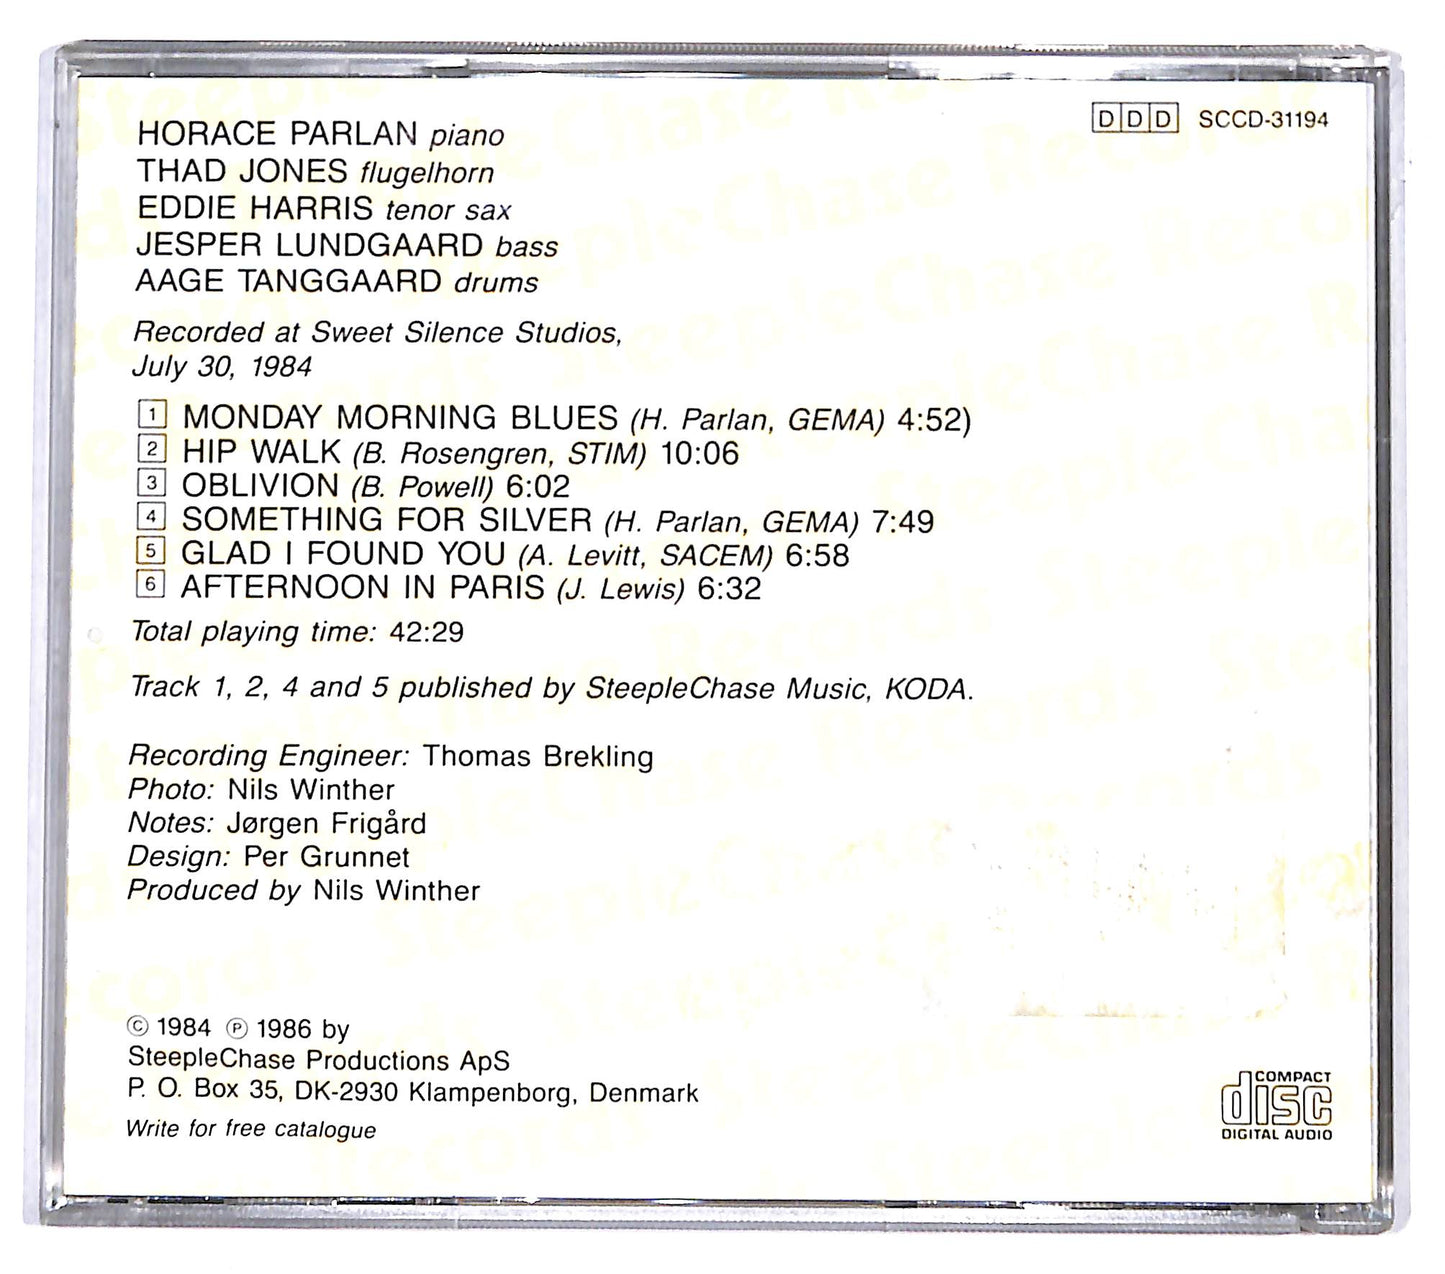 DDD SCCD-31194
HORACE PARLAN piano
THAD JONES flugelhorn
EDDIE HARRIS tenor sax
JESPER LUNDGAARD bass
AAGE TANGGAARD drums
Recorded at Sweet Silence Studios,
July 30, 1984
1 MONDAY MORNING BLUES (H. Parlan, GEMA) 4:52)
2 HIP WALK (B. Rosengren, STIM) 10:06
3 OBLIVION (B. Powell) 6:02
4 SOMETHING FOR SILVER (H. Parlan, GEMA) 7:49
5 GLAD I FOUND YOU (A. Levitt, SACEM) 6:58
6 AFTERNOON IN PARIS (J. Lewis) 6:32
Total playing time: 42:29
Track 1, 2, 4 and 5 published by SteepleChase Music, KODA.
Recording Engineer: Thomas Brekling
Photo: Nils Winther
Notes: Jørgen Frigård
Design: Per Grunnet
Produced by Nils Winther
© 1984 ℗ 1986 by
SteepleChase Productions ApS
P. O. Box 35, DK-2930 Klampenborg, Denmark
Write for free catalogue
COMPACT
disc
DIGITAL AUDIO